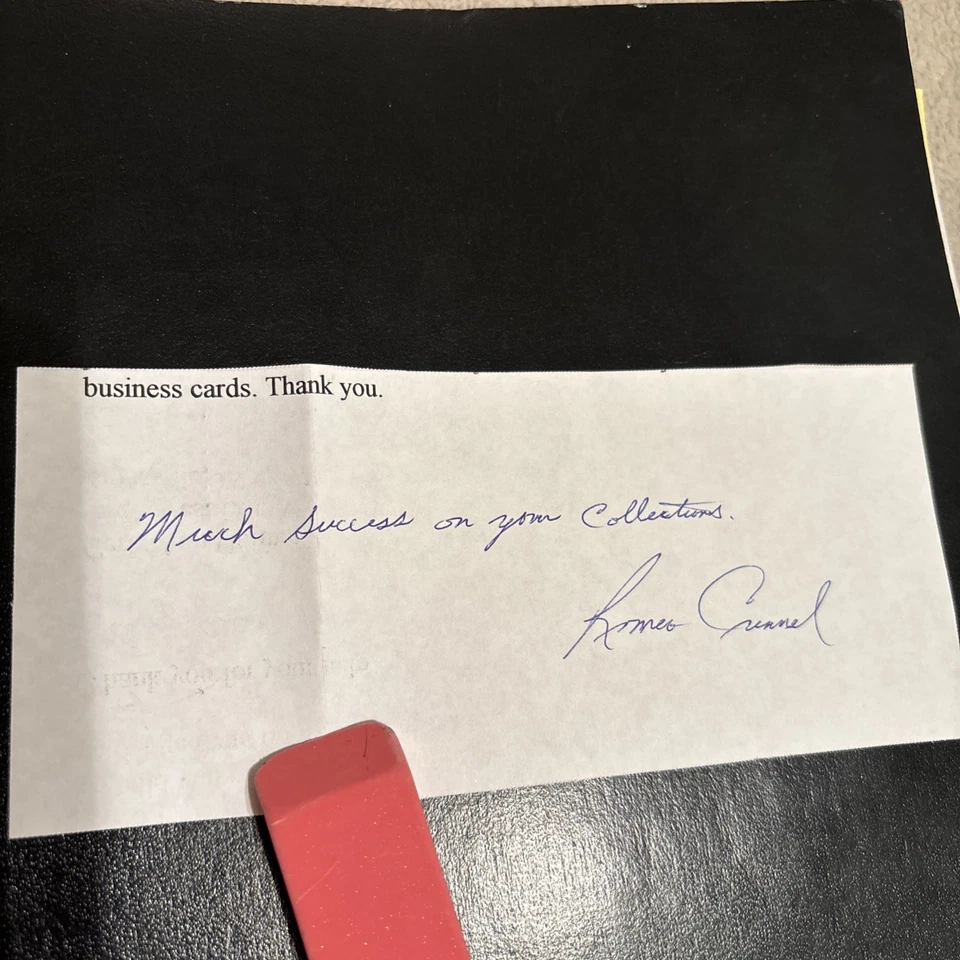 business cards. Thank you.
Much Success on your Collections.
Romeo Crennel